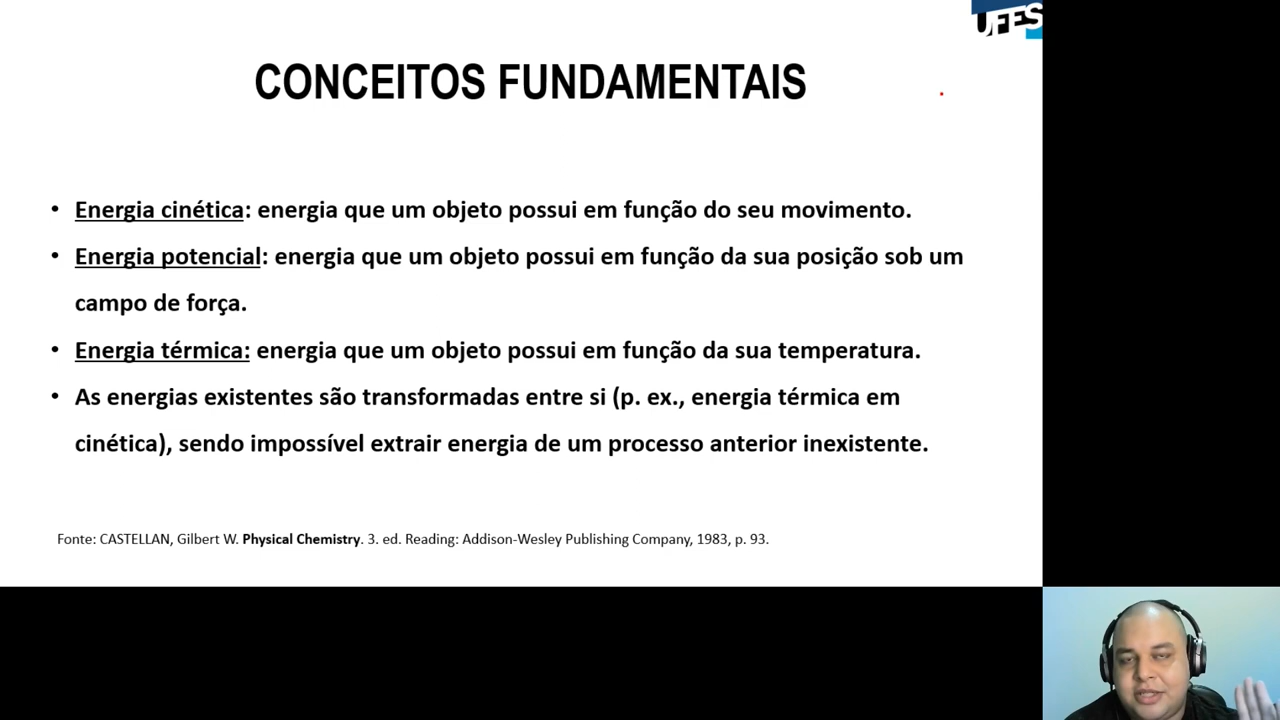 UFES
CONCEITOS FUNDAMENTAIS
• Energia cinética: energia que um objeto possui em função do seu movimento.
• Energia potencial: energia que um objeto possui em função da sua posição sob um
campo de força.
• Energia térmica: energia que um objeto possui em função da sua temperatura.
• As energias existentes são transformadas entre si (p. ex., energia térmica em
cinética), sendo impossível extrair energia de um processo anterior inexistente.
Fonte: CASTELLAN, Gilbert W. Physical Chemistry. 3. ed. Reading: Addison-Wesley Publishing Company, 1983, p. 93.